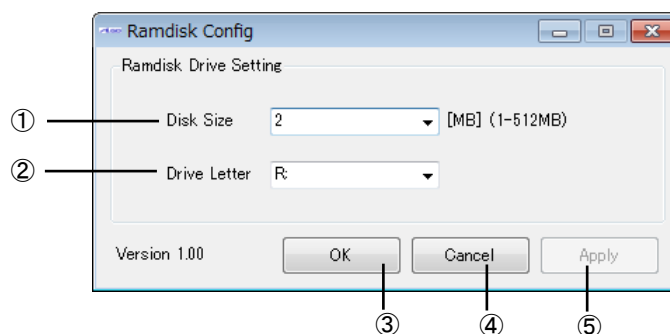 Ramdisk Config
Ramdisk Drive Setting
① Disk Size 2 [MB] (1-512MB)
② Drive Letter R:
Version 1.00 OK Cancel Apply
③ ④ ⑤